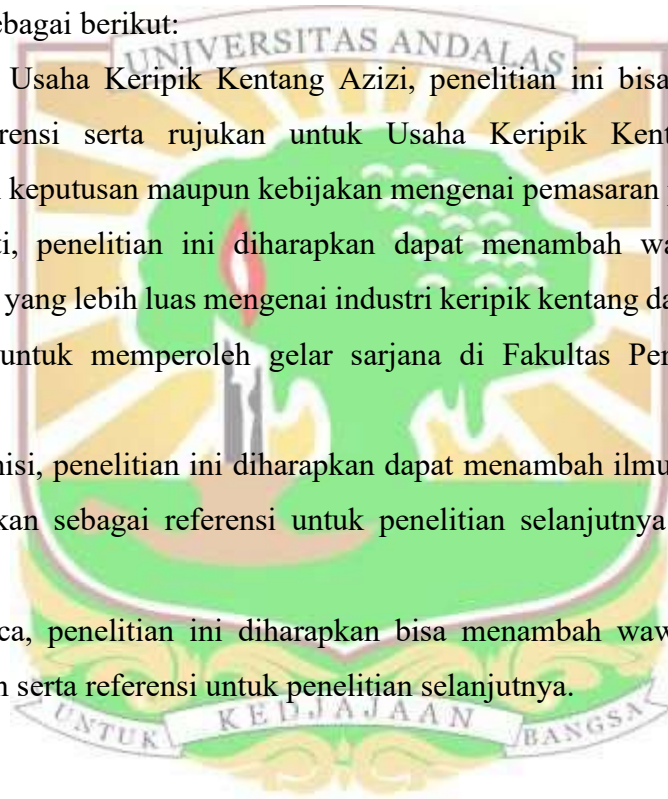 ebagai berikut:
UNIVERSITAS ANDALAS
Usaha Keripik Kentang Azizi, penelitian ini bisa
rensi serta rujukan untuk Usaha Keripik Kent
keputusan maupun kebijakan mengenai pemasaran
ti, penelitian ini diharapkan dapat menambah wa
yang lebih luas mengenai industri keripik kentang da
untuk memperoleh gelar sarjana di Fakultas Per
nisi, penelitian ini diharapkan dapat menambah ilmu
kan sebagai referensi untuk penelitian selanjutnya
ca, penelitian ini diharapkan bisa menambah waw
n serta referensi untuk penelitian selanjutnya.
UNTUK KEDJAJAAN BANGSA